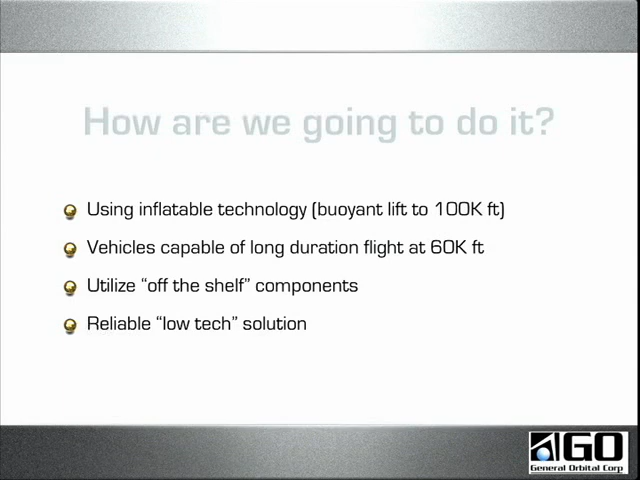 How are we going to do it?
Using inflatable technology (buoyant lift to 100K ft)
Vehicles capable of long duration flight at 60K ft
Utilize “off the shelf” components
Reliable “low tech” solution
GO
General Orbital Corp